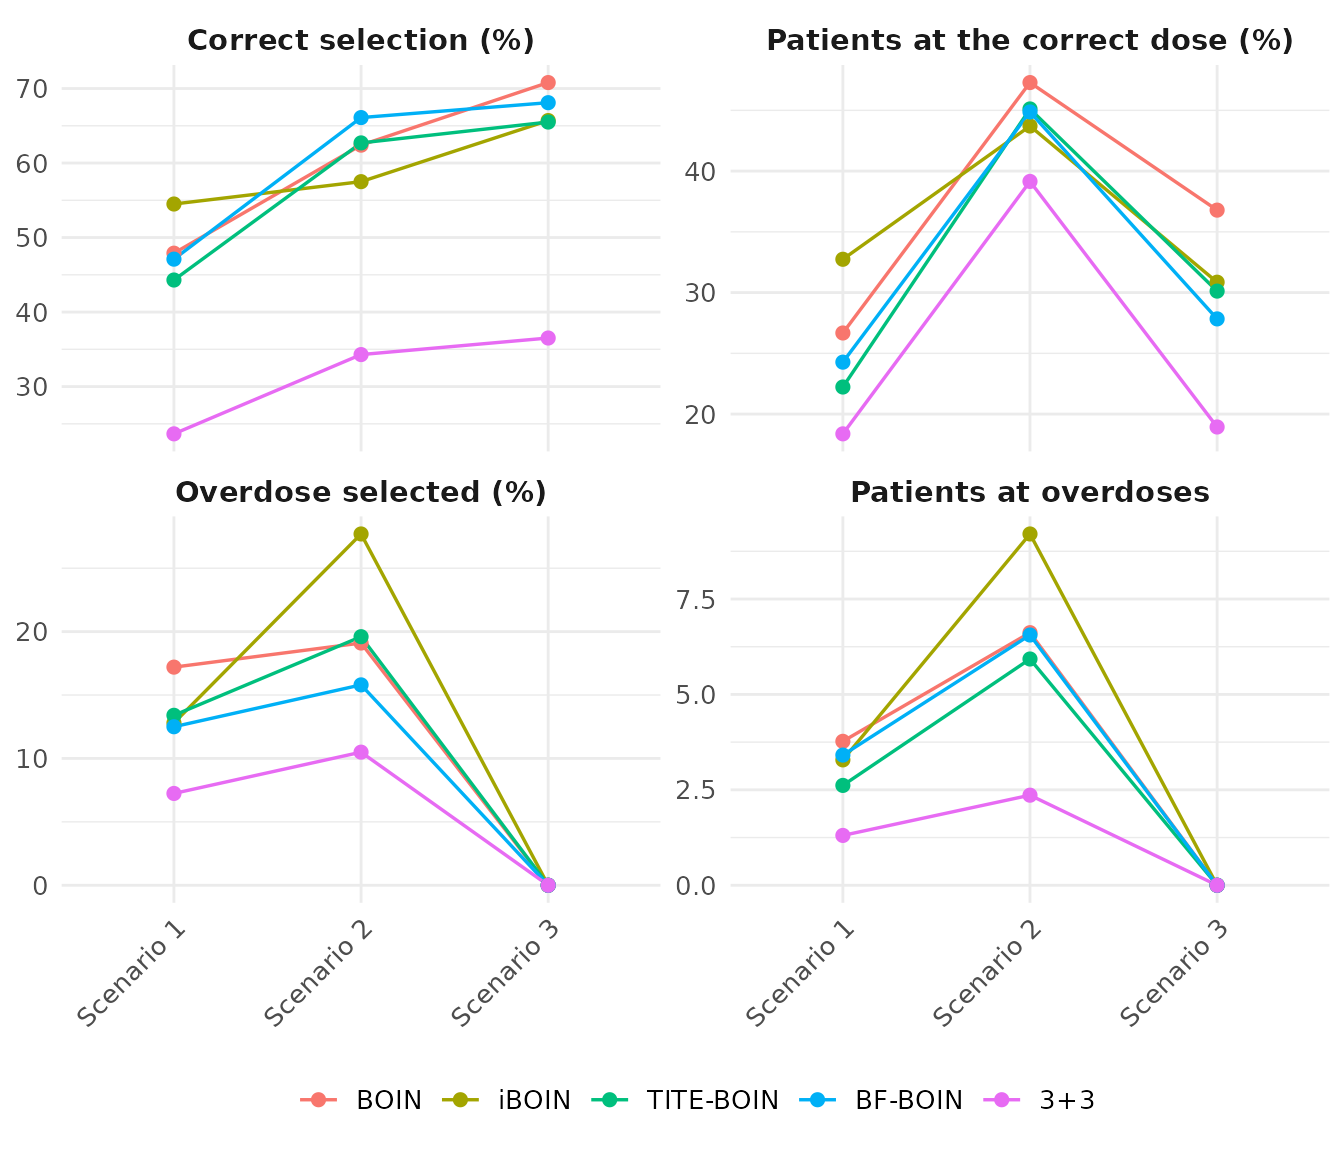 Correct selection (%)
Patients at the correct dose (%)
70
60
50
40
30
40
30
20
Overdose selected (%)
Patients at overdoses
20
10
0
7.5
5.0
2.5
0.0
Scenario 1
Scenario 2
Scenario 3
Scenario 1
Scenario 2
Scenario 3
BOIN iBOIN TITE-BOIN BF-BOIN 3+3